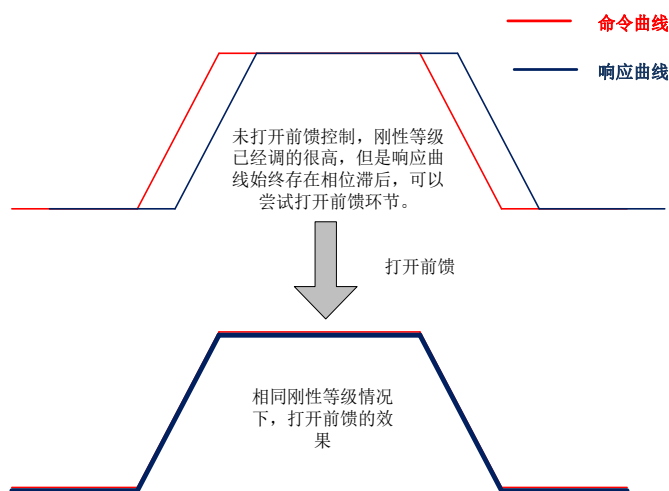 命令曲线
响应曲线
未打开前馈控制，刚性等级
已经调的很高，但是响应曲
线始终存在相位滞后，可以
尝试打开前馈环节。
打开前馈
相同刚性等级情况
下，打开前馈的效
果